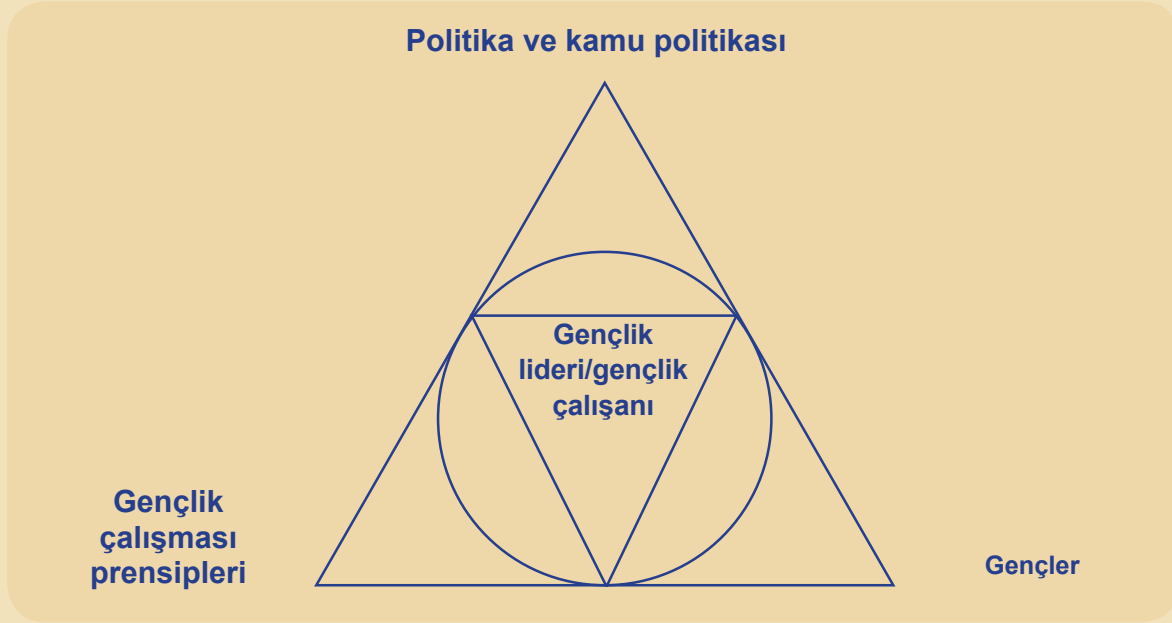 Politika ve kamu politikası
Gençlik
lideri/gençlik
çalışanı
Gençlik
çalışması
prensipleri
Gençler